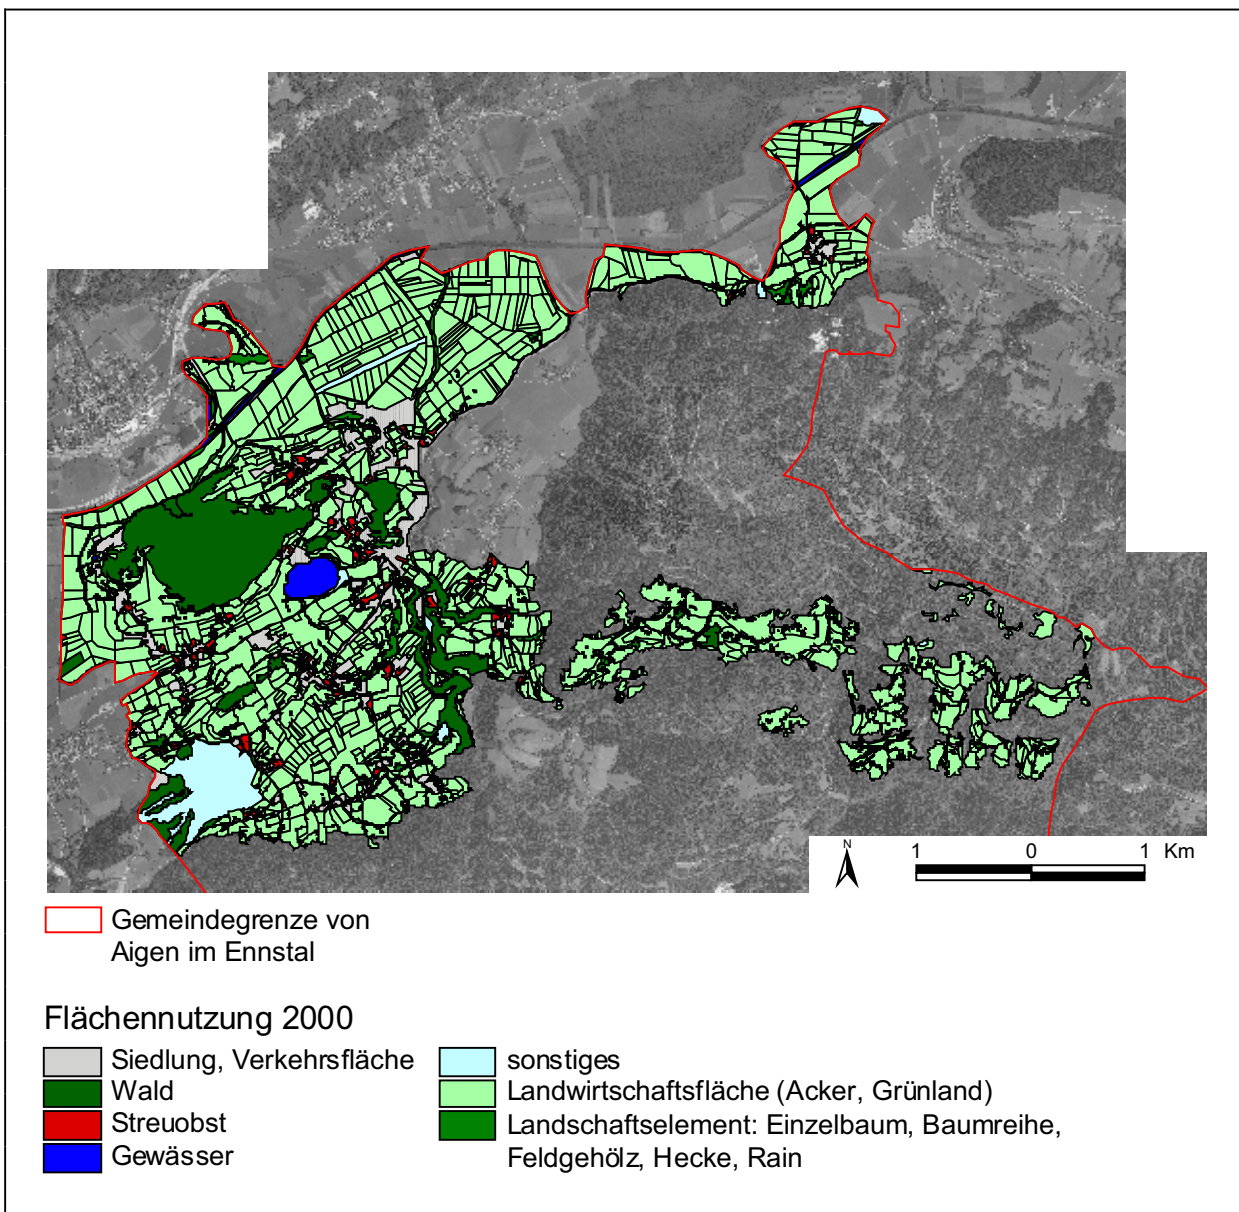 N
1 0 1 Km
Gemeindegrenze von
Aigen im Ennstal
Flächennutzung 2000
Siedlung, Verkehrsfläche
Wald
Streuobst
Gewässer
sonstiges
Landwirtschaftsfläche (Acker, Grünland)
Landschaftselement: Einzelbaum, Baumreihe,
Feldgehölz, Hecke, Rain